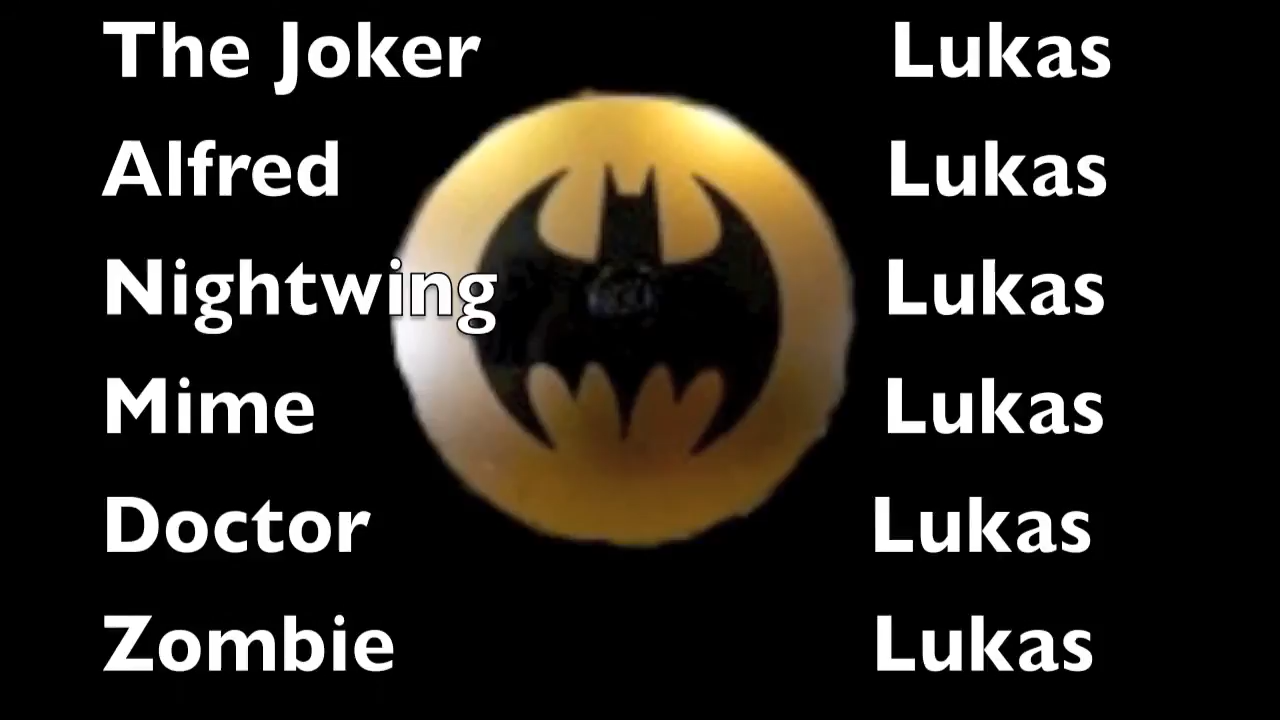 The Joker Lukas
Alfred Lukas
Nightwing Lukas
Mime Lukas
Doctor Lukas
Zombie Lukas